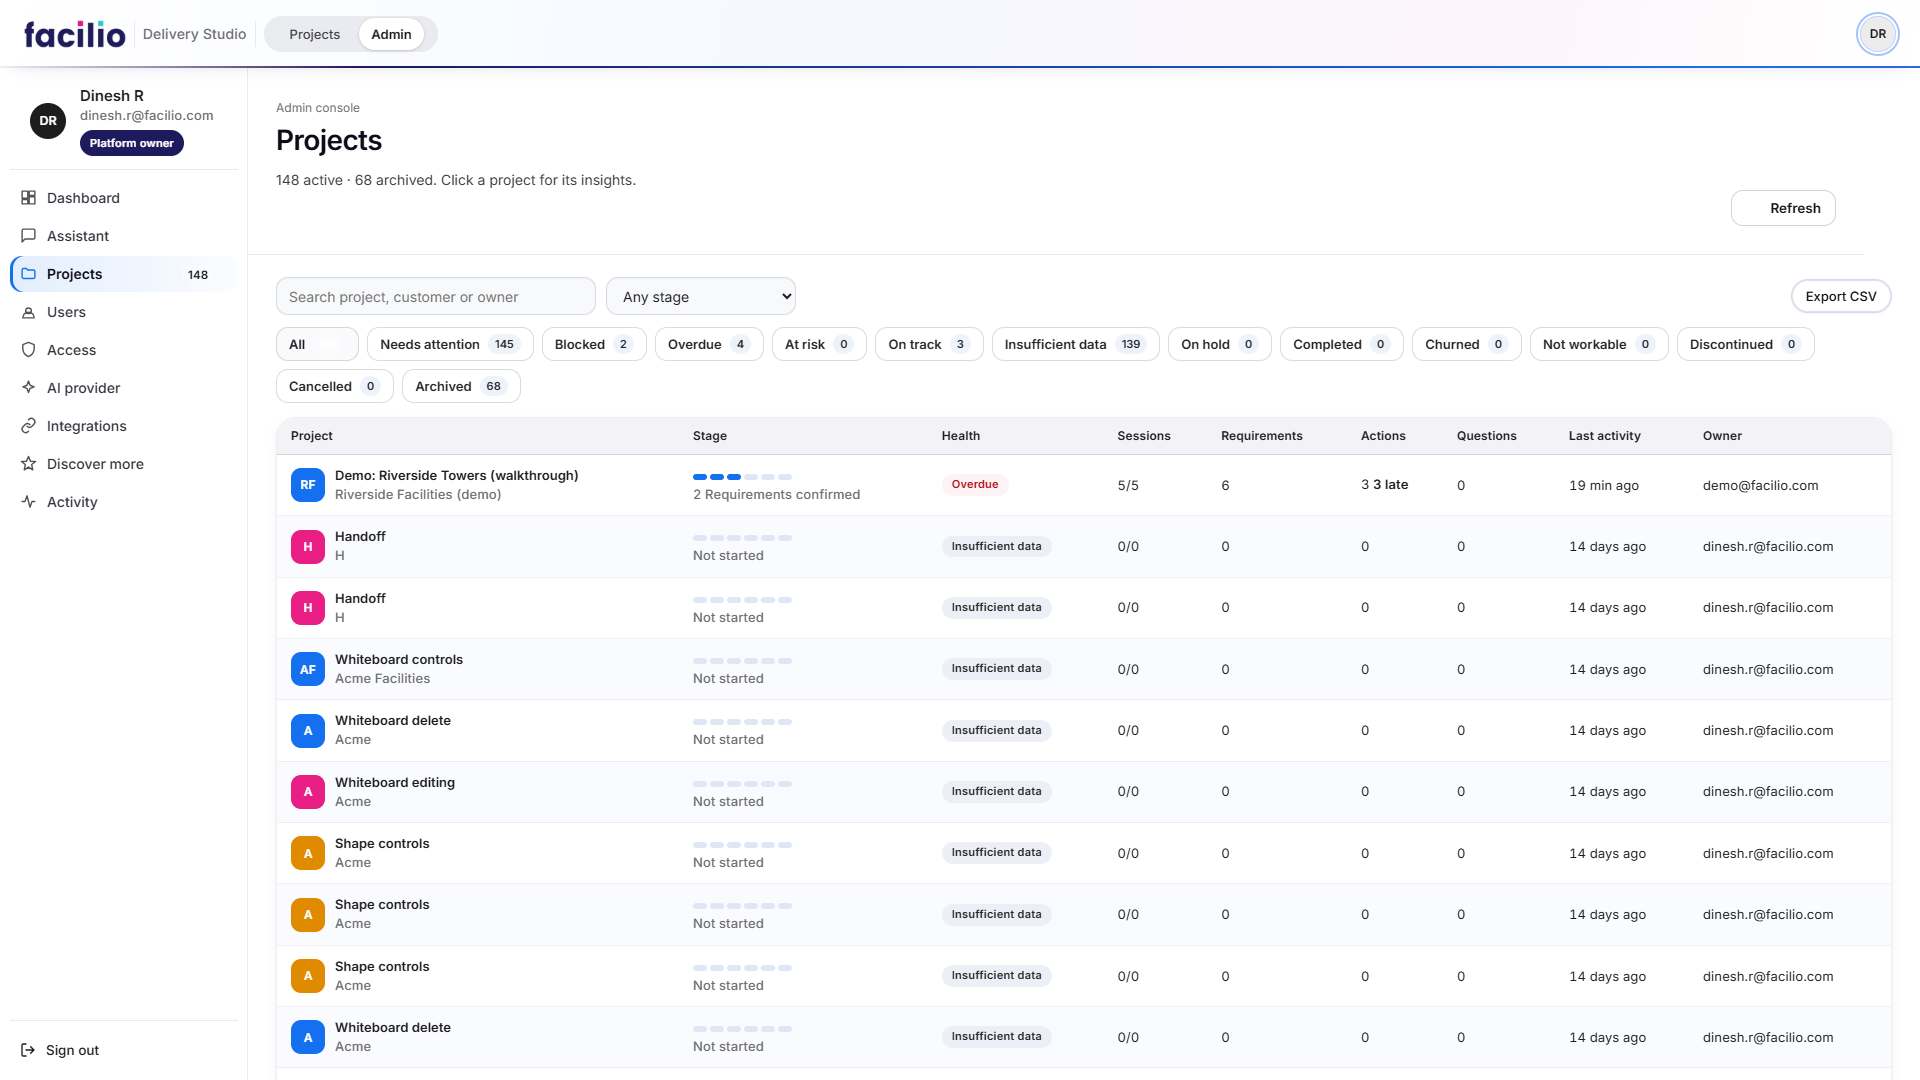 facilio Delivery Studio Projects Admin DR
DR
Dinesh R
dinesh.r@facilio.com
Platform owner
Dashboard
Assistant
Projects 148
Users
Access
AI provider
Integrations
Discover more
Activity
Sign out
Admin console
Projects
148 active · 68 archived. Click a project for its insights.
Refresh
Search project, customer or owner Any stage Export CSV
All Needs attention 145 Blocked 2 Overdue 4 At risk 0 On track 3 Insufficient data 139 On hold 0 Completed 0 Churned 0 Not workable 0 Discontinued 0
Cancelled 0 Archived 68
Project Stage Health Sessions Requirements Actions Questions Last activity Owner
RF Demo: Riverside Towers (walkthrough) Overdue 5/5 6 3 3 late 0 19 min ago demo@facilio.com
Riverside Facilities (demo) 2 Requirements confirmed
H Handoff Insufficient data 0/0 0 0 0 14 days ago dinesh.r@facilio.com
H Not started
H Handoff Insufficient data 0/0 0 0 0 14 days ago dinesh.r@facilio.com
H Not started
AF Whiteboard controls Insufficient data 0/0 0 0 0 14 days ago dinesh.r@facilio.com
Acme Facilities Not started
A Whiteboard delete Insufficient data 0/0 0 0 0 14 days ago dinesh.r@facilio.com
Acme Not started
A Whiteboard editing Insufficient data 0/0 0 0 0 14 days ago dinesh.r@facilio.com
Acme Not started
A Shape controls Insufficient data 0/0 0 0 0 14 days ago dinesh.r@facilio.com
Acme Not started
A Shape controls Insufficient data 0/0 0 0 0 14 days ago dinesh.r@facilio.com
Acme Not started
A Shape controls Insufficient data 0/0 0 0 0 14 days ago dinesh.r@facilio.com
Acme Not started
A Whiteboard delete Insufficient data 0/0 0 0 0 14 days ago dinesh.r@facilio.com
Acme Not started